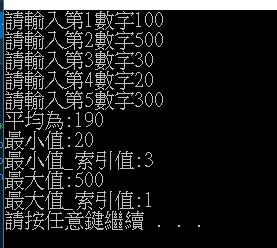 請輸入第1數字100
請輸入第2數字500
請輸入第3數字30
請輸入第4數字20
請輸入第5數字300
平均為:190
最小值:20
最小值_索引值:3
最大值:500
最大值_索引值:1
請按任意鍵繼續 . . .